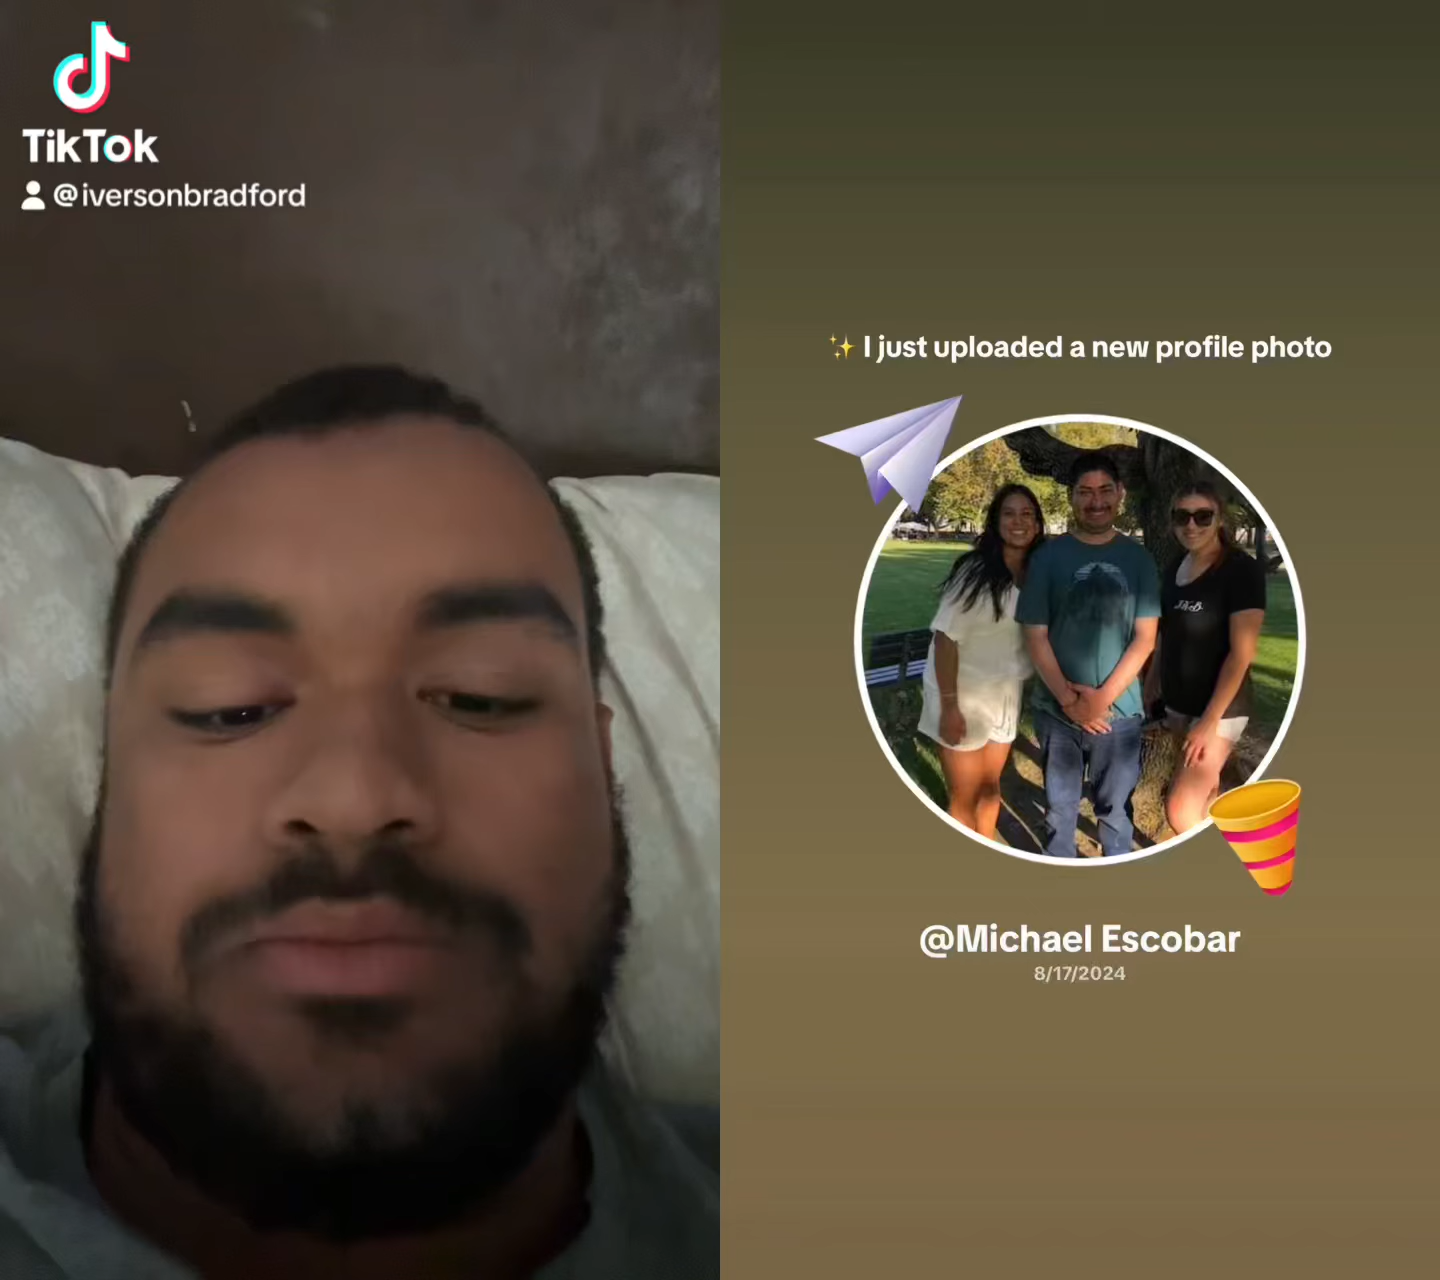 TikTok
@iversonbradford
✨ I just uploaded a new profile photo
@Michael Escobar
8/17/2024